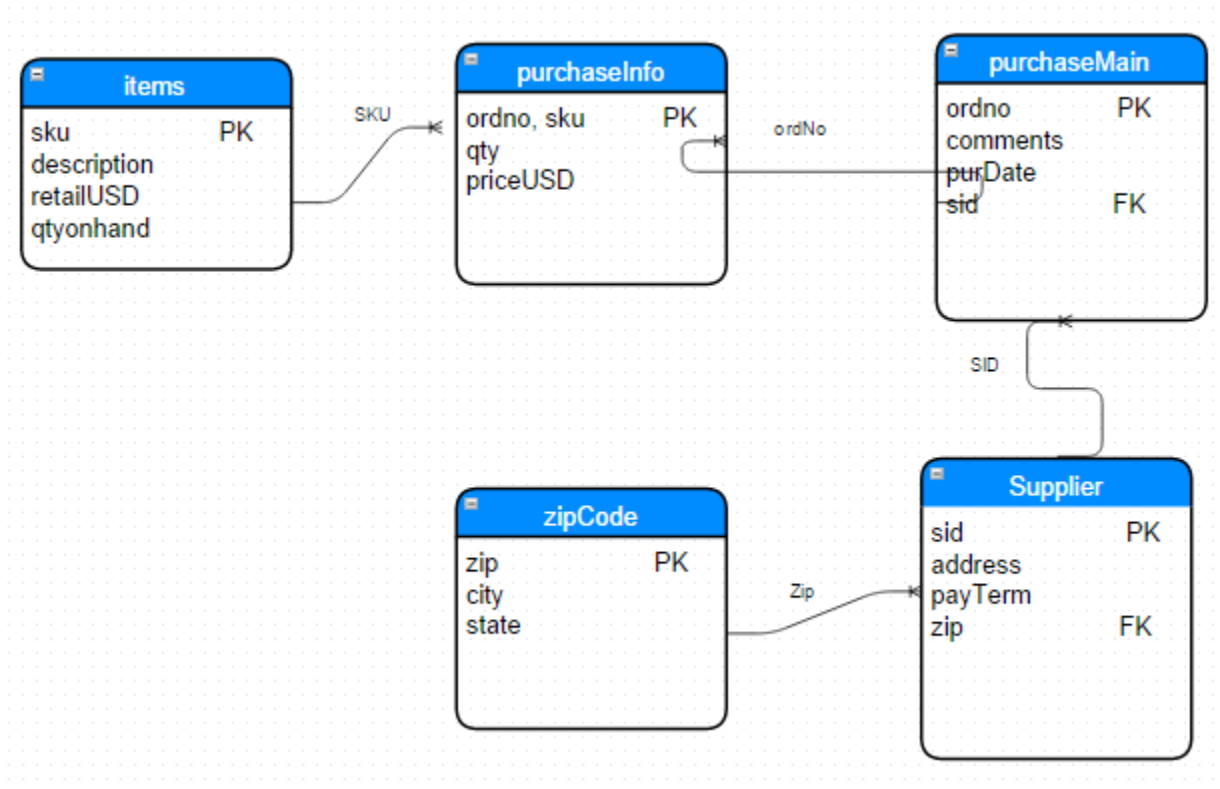 items
sku PK
description
retailUSD
qtyonhand
SKU
purchaseInfo
ordno, sku PK
qty
priceUSD
ordNo
purchaseMain
ordno PK
comments
purDate
sid FK
SID
zipCode
zip PK
city
state
Zip
Supplier
sid PK
address
payTerm
zip FK